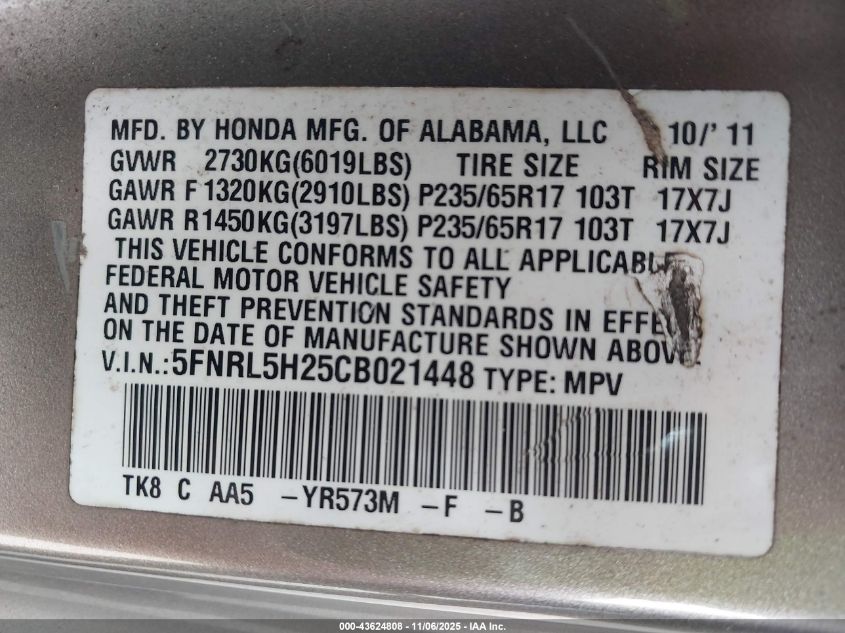 MFD. BY HONDA MFG. OF ALABAMA, LLC 10/' 11
GVWR 2730KG(6019LBS) TIRE SIZE RIM SIZE
GAWR F 1320KG(2910LBS) P235/65R17 103T 17X7J
GAWR R1450KG(3197LBS) P235/65R17 103T 17X7J
THIS VEHICLE CONFORMS TO ALL APPLICABLE
FEDERAL MOTOR VEHICLE SAFETY
AND THEFT PREVENTION STANDARDS IN EFFE
ON THE DATE OF MANUFACTURE SHOWN ABOVE.
V.I.N.:5FNRL5H25CB021448 TYPE: MPV
TK8 C AA5 -YR573M -F -B
000-43624808 - 11/06/2025 - IAA Inc.